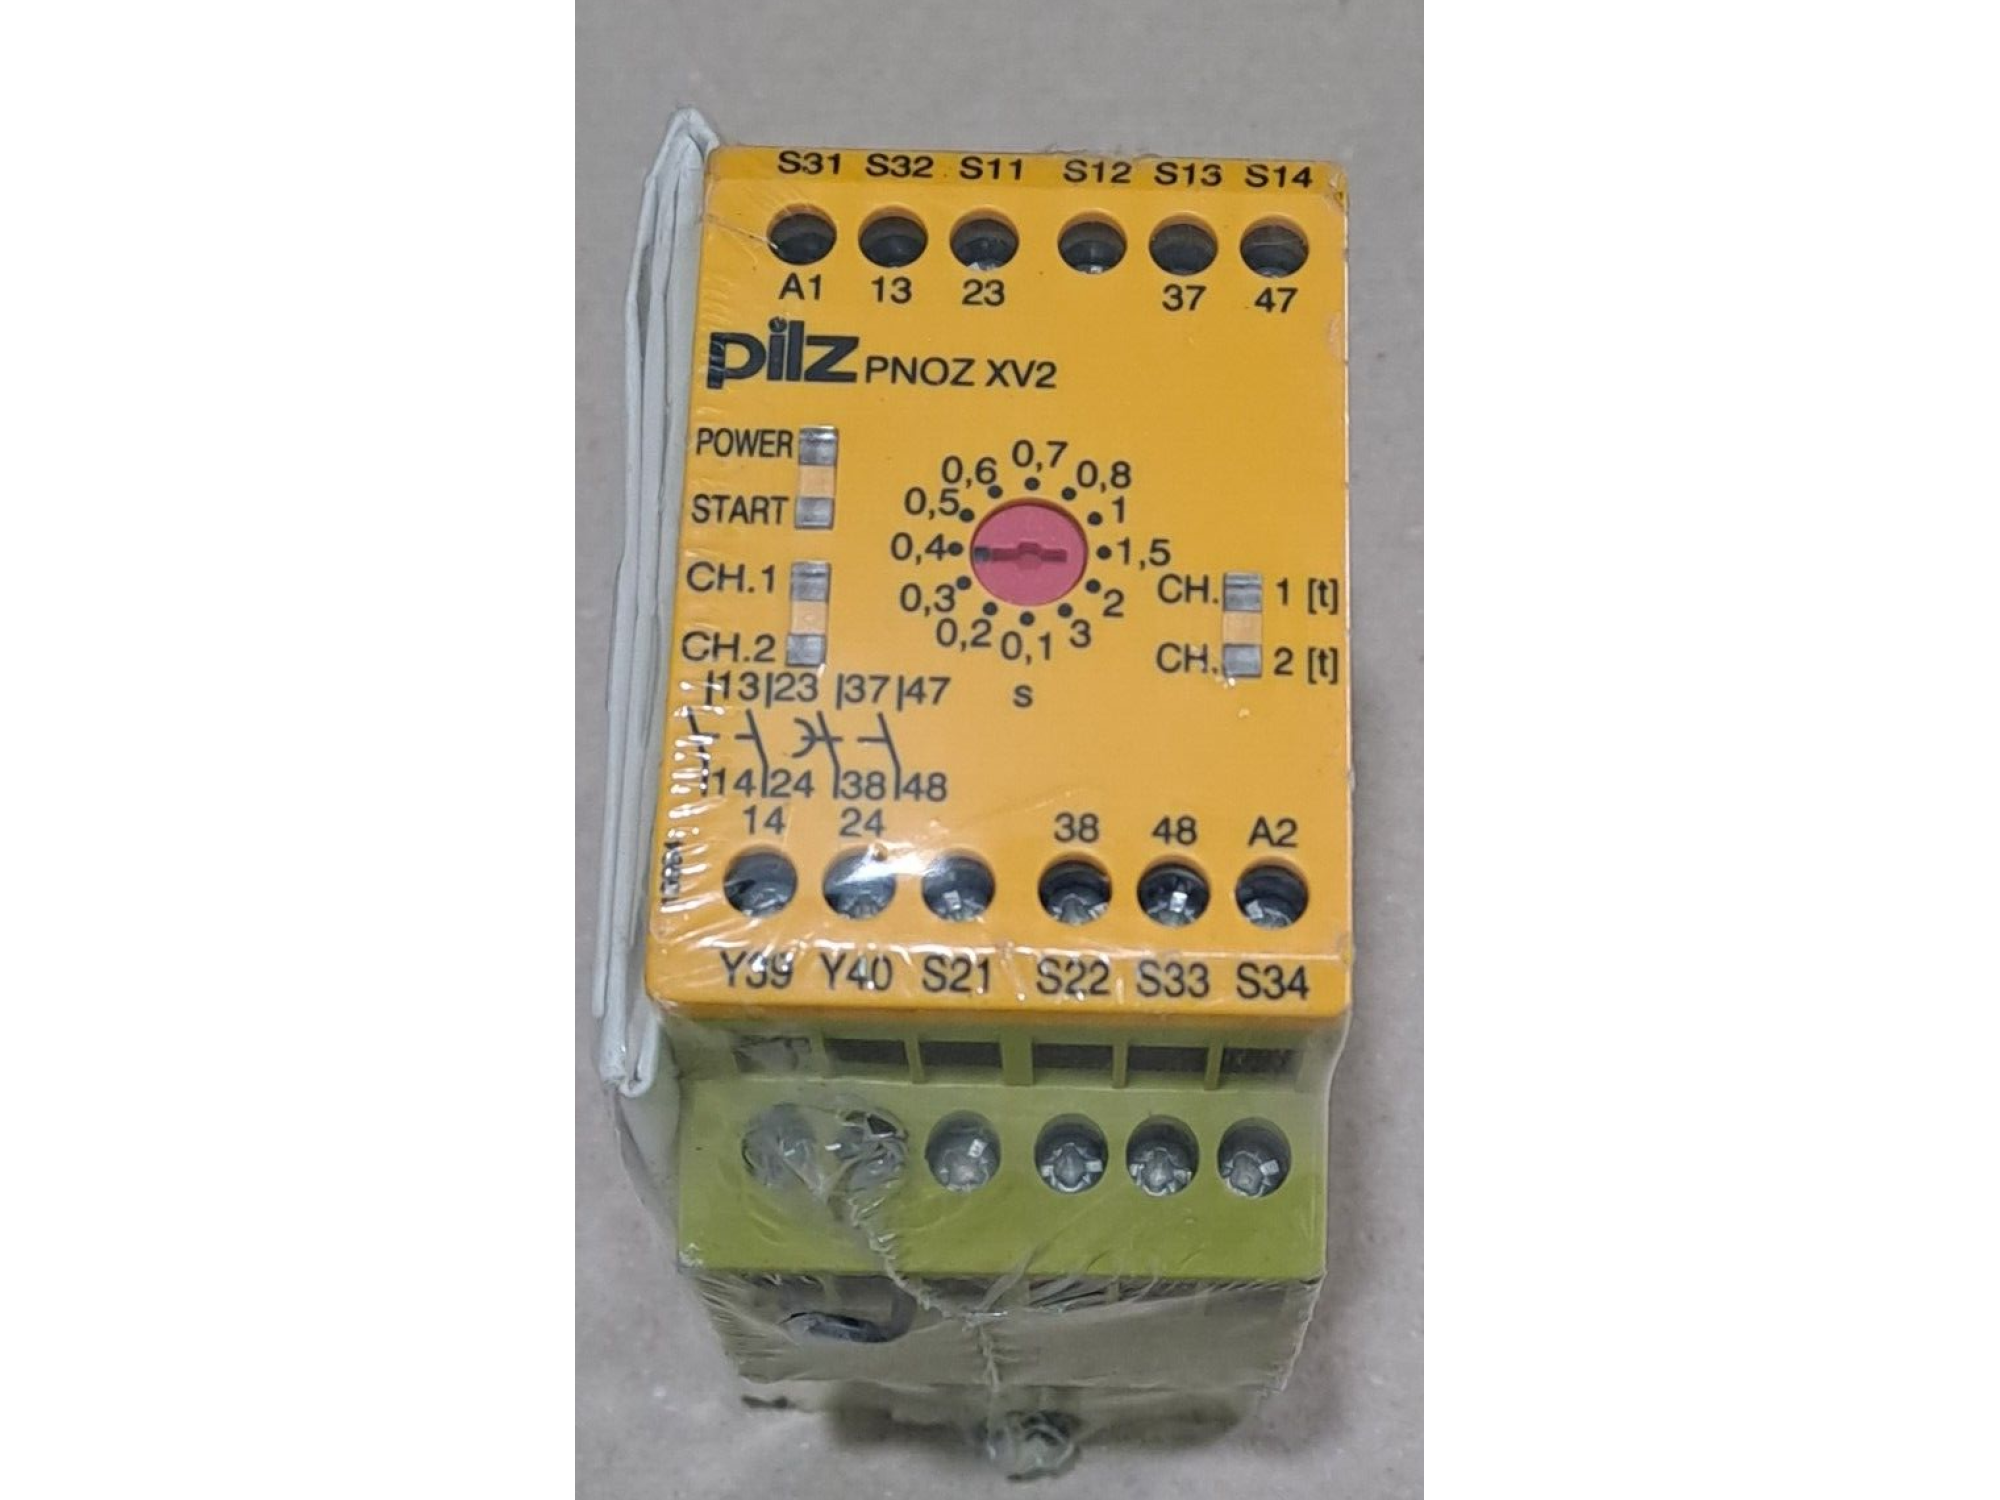 S31 S32 S11 S12 S13 S14
A1 13 23 37 47
pilz PNOZ XV2
POWER
START
CH.1
CH.2
0,7
0,6 0,8
0,5 1
0,4 1,5
0,3 2
0,2 0,1 3
s
CH. 1 [t]
CH. 2 [t]
13 23 37 47
14 24 38 48
14 24 38 48 A2
Y39 Y40 S21 S22 S33 S34